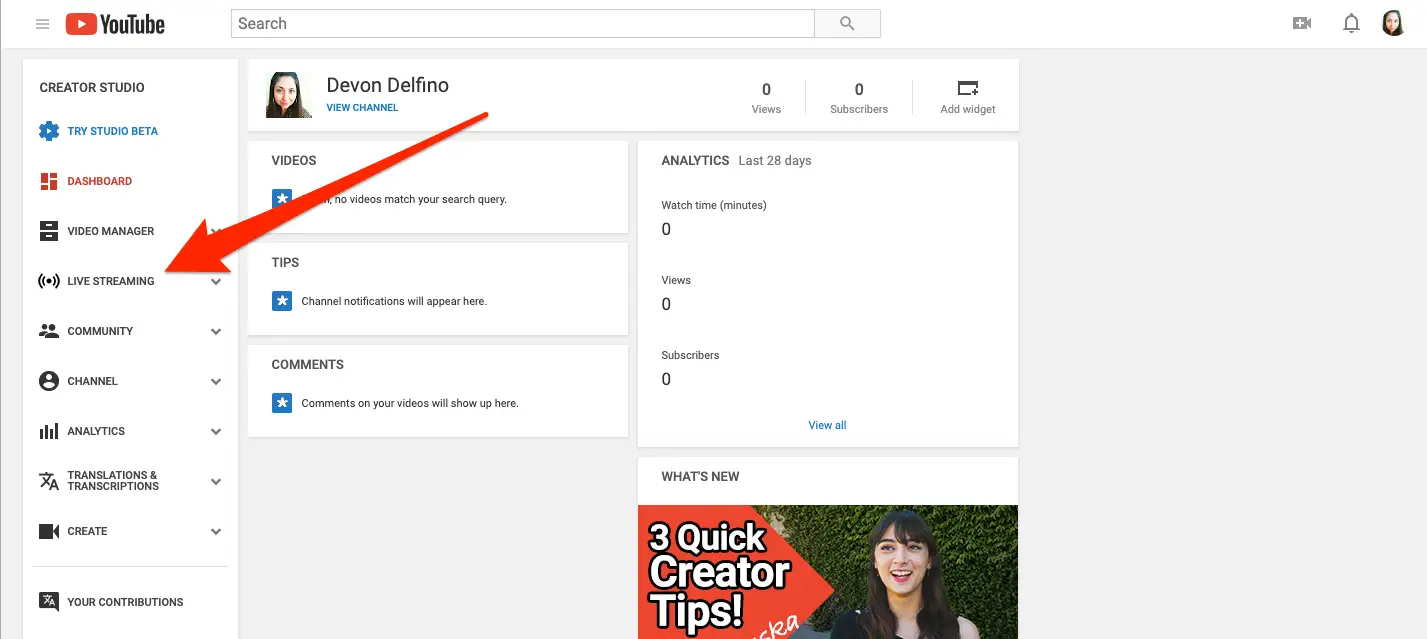 YouTube
Search
CREATOR STUDIO
TRY STUDIO BETA
DASHBOARD
VIDEO MANAGER
LIVE STREAMING
COMMUNITY
CHANNEL
ANALYTICS
TRANSLATIONS &
TRANSCRIPTIONS
CREATE
YOUR CONTRIBUTIONS
Devon Delfino
VIEW CHANNEL
0
Views
0
Subscribers
Add widget
VIDEOS
no videos match your search query.
TIPS
Channel notifications will appear here.
COMMENTS
Comments on your videos will show up here.
ANALYTICS Last 28 days
Watch time (minutes)
0
Views
0
Subscribers
0
View all
WHAT'S NEW
3 Quick
Creator
Tips!